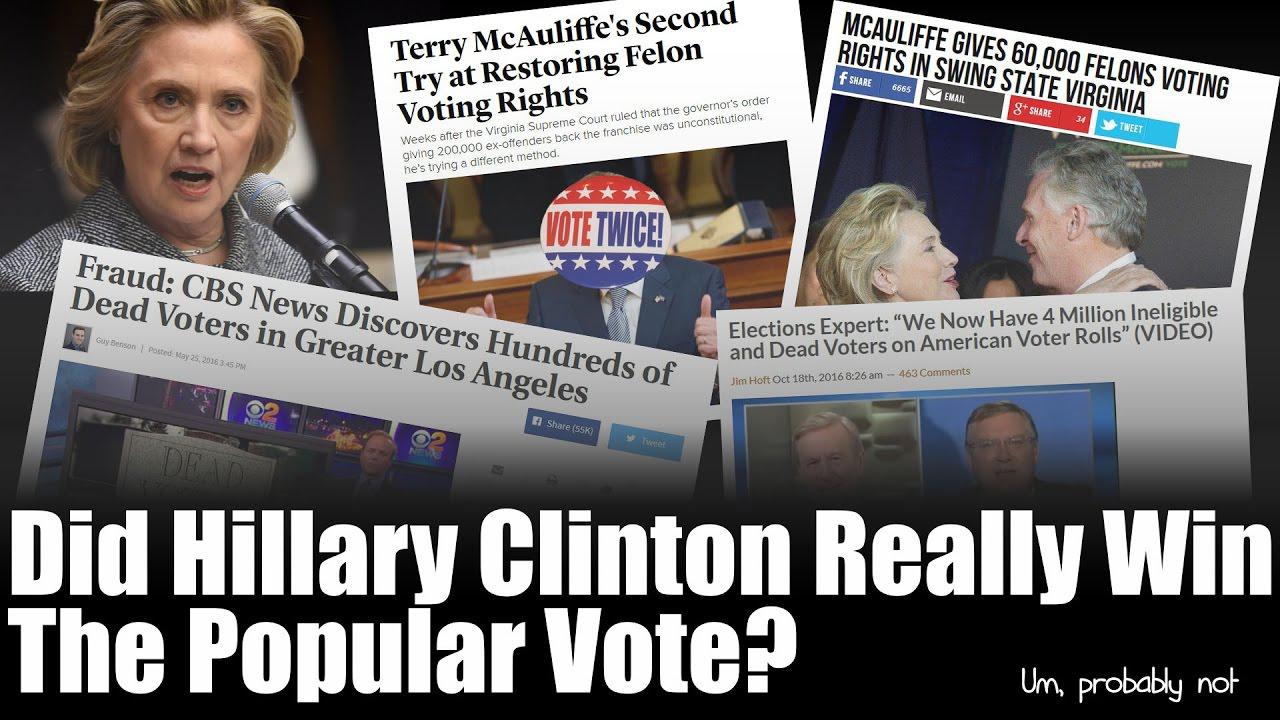 Terry McAuliffe's Second
Try at Restoring Felon
Voting Rights
Weeks after the Virginia Supreme Court ruled that the governor's order
giving 200,000 ex-offenders back the franchise was unconstitutional,
he's trying a different method.
VOTE TWICE!
MCAULIFFE GIVES 60,000 FELONS VOTING
RIGHTS IN SWING STATE VIRGINIA
f SHARE 6665
EMAIL
g+ SHARE 34
TWEET
Fraud: CBS News Discovers Hundreds of
Dead Voters in Greater Los Angeles
Guy Benson | Posted: May 25, 2016 3:45 PM
f Share (55K)
Tweet
CBS 2
NEWS
2
NEWS
DEAD
Elections Expert: “We Now Have 4 Million Ineligible
and Dead Voters on American Voter Rolls” (VIDEO)
Jim Hoft Oct 18th, 2016 8:26 am — 463 Comments
Did Hillary Clinton Really Win
The Popular Vote?
Um, probably not